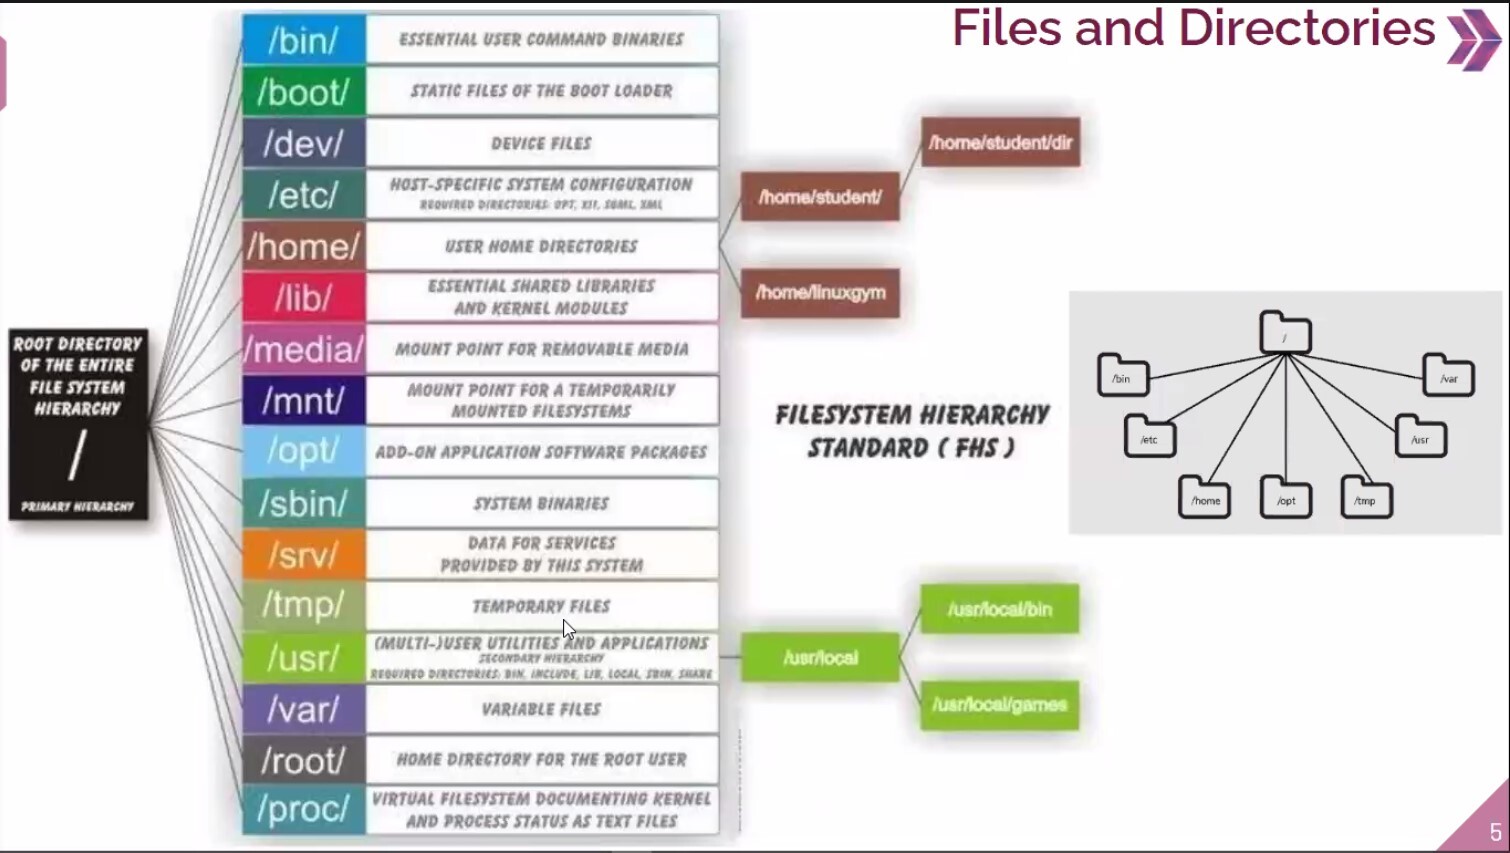 Files and Directories
ROOT DIRECTORY
OF THE ENTIRE
FILE SYSTEM
HIERARCHY
/
PRIMARY HIERARCHY
/bin/
ESSENTIAL USER COMMAND BINARIES
/boot/
STATIC FILES OF THE BOOT LOADER
/dev/
DEVICE FILES
/etc/
HOST-SPECIFIC SYSTEM CONFIGURATION
REQUIRED DIRECTORIES: OPT, X11, SGML, XML
/home/
USER HOME DIRECTORIES
/lib/
ESSENTIAL SHARED LIBRARIES
AND KERNEL MODULES
/media/
MOUNT POINT FOR REMOVABLE MEDIA
/mnt/
MOUNT POINT FOR A TEMPORARILY
MOUNTED FILESYSTEMS
/opt/
ADD-ON APPLICATION SOFTWARE PACKAGES
/sbin/
SYSTEM BINARIES
/srv/
DATA FOR SERVICES
PROVIDED BY THIS SYSTEM
/tmp/
TEMPORARY FILES
/usr/
(MULTI-)USER UTILITIES AND APPLICATIONS
SECONDARY HIERARCHY
REQUIRED DIRECTORIES: BIN, INCLUDE, LIB, LOCAL, SBIN, SHARE
/var/
VARIABLE FILES
/root/
HOME DIRECTORY FOR THE ROOT USER
/proc/
VIRTUAL FILESYSTEM DOCUMENTING KERNEL
AND PROCESS STATUS AS TEXT FILES
/home/student/
/home/student/dir
/home/linuxgym
FILESYSTEM HIERARCHY
STANDARD ( FHS )
/usr/local
/usr/local/bin
/usr/local/games
/
/bin
/var
/etc
/usr
/home
/opt
/tmp
5